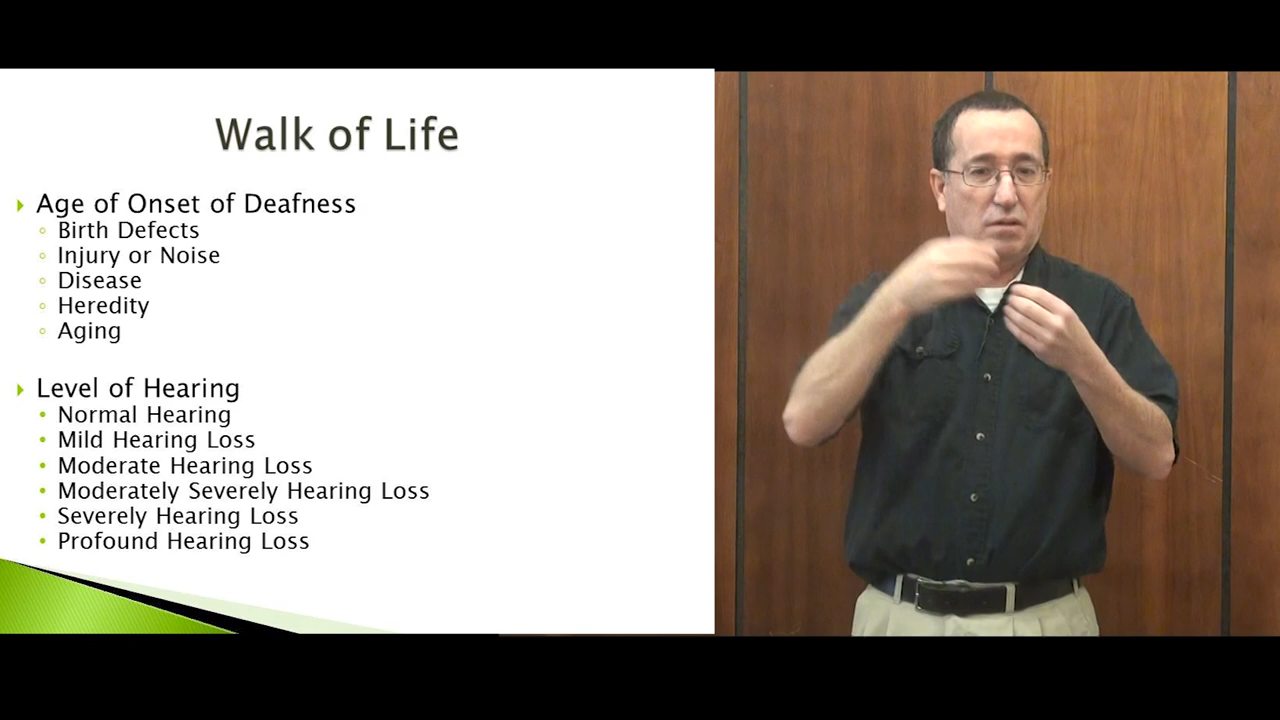 Walk of Life
Age of Onset of Deafness
Birth Defects
Injury or Noise
Disease
Heredity
Aging
Level of Hearing
Normal Hearing
Mild Hearing Loss
Moderate Hearing Loss
Moderately Severely Hearing Loss
Severely Hearing Loss
Profound Hearing Loss